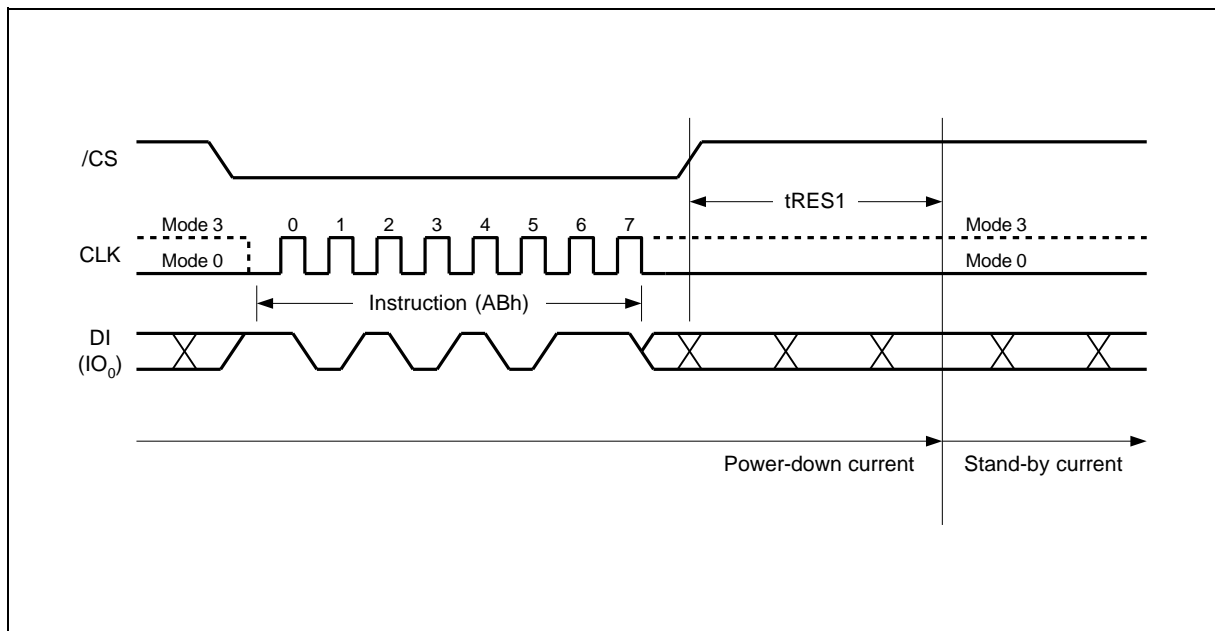 /CS
tRES1
Mode 3 0 1 2 3 4 5 6 7 Mode 3
CLK
Mode 0 Mode 0
Instruction (ABh)
DI
(IO0)
Power-down current Stand-by current